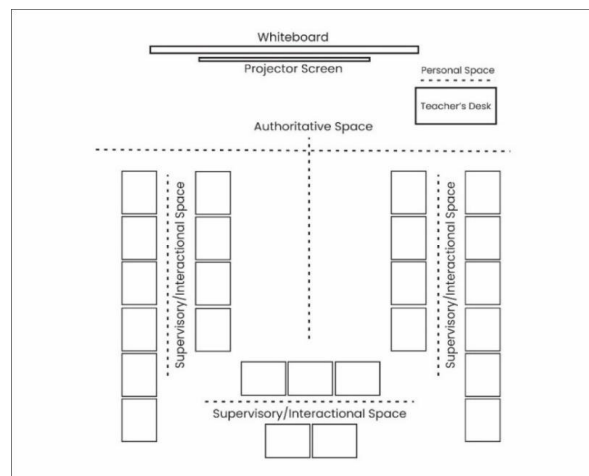 Whiteboard
Projector Screen
Personal Space
Teacher's Desk
Authoritative Space
Supervisory/Interactional Space
Supervisory/Interactional Space
Supervisory/Interactional Space